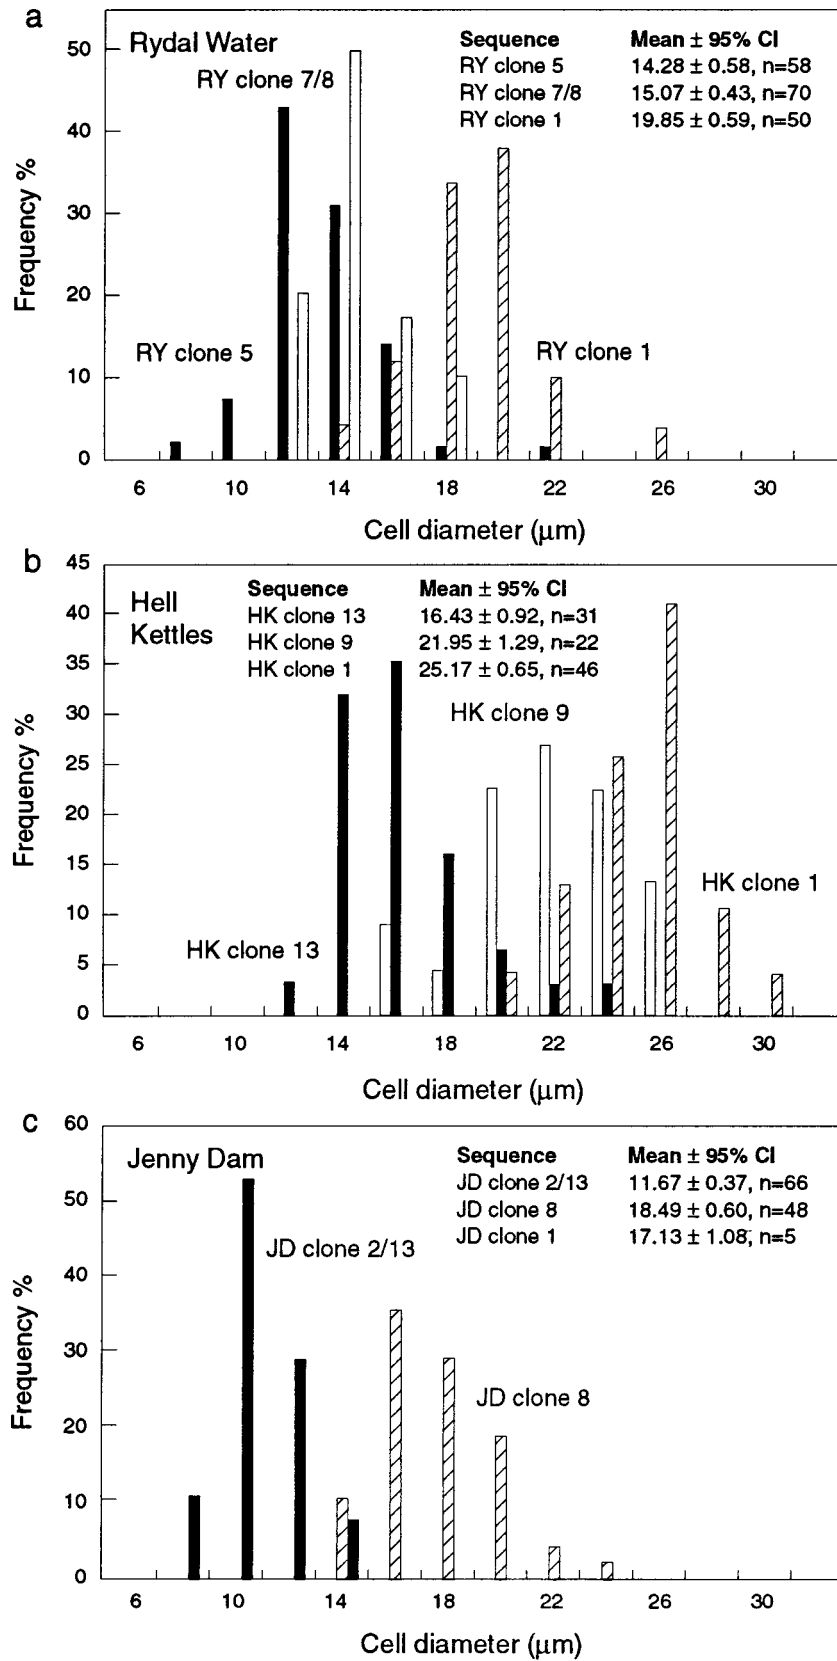 a
Rydal Water
Sequence Mean ± 95% CI
RY clone 5 14.28 ± 0.58, n=58
RY clone 7/8 15.07 ± 0.43, n=70
RY clone 1 19.85 ± 0.59, n=50
RY clone 7/8
RY clone 5
RY clone 1
Frequency %
50
40
30
20
10
0
6 10 14 18 22 26 30
Cell diameter (μm)
b
Hell
Kettles
Sequence Mean ± 95% CI
HK clone 13 16.43 ± 0.92, n=31
HK clone 9 21.95 ± 1.29, n=22
HK clone 1 25.17 ± 0.65, n=46
HK clone 9
HK clone 1
HK clone 13
Frequency %
45
40
35
30
25
20
15
10
5
0
6 10 14 18 22 26 30
Cell diameter (μm)
c
Jenny Dam
Sequence Mean ± 95% CI
JD clone 2/13 11.67 ± 0.37, n=66
JD clone 8 18.49 ± 0.60, n=48
JD clone 1 17.13 ± 1.08, n=5
JD clone 2/13
JD clone 8
Frequency %
60
50
40
30
20
10
0
6 10 14 18 22 26 30
Cell diameter (μm)